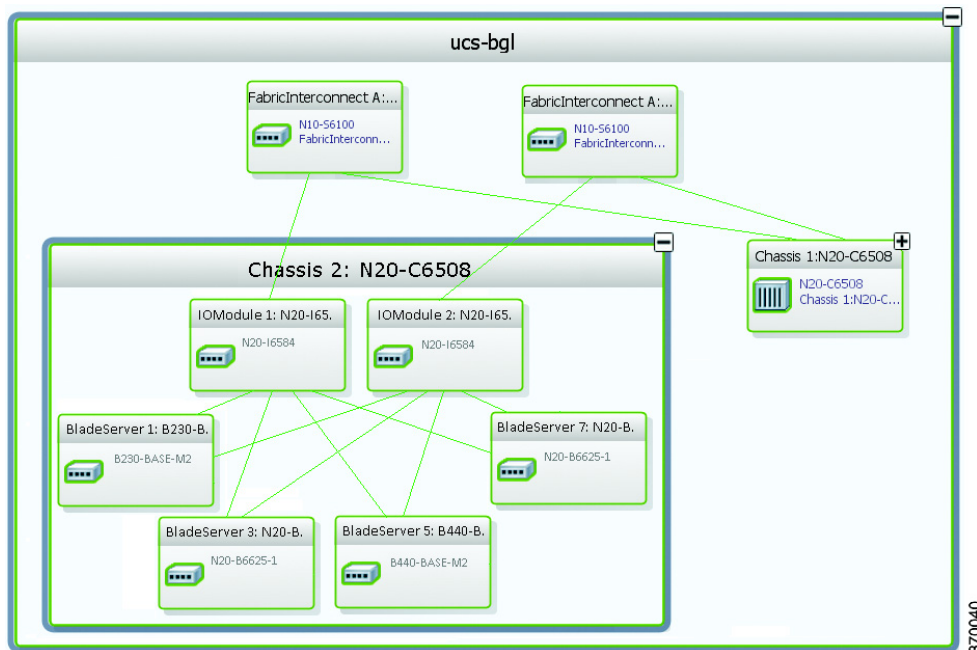 ucs-bgl
FabricInterconnect A:...
N10-S6100
FabricInterconn...
FabricInterconnect A:...
N10-S6100
FabricInterconn...
Chassis 1:N20-C6508
N20-C6508
Chassis 1:N20-C...
Chassis 2: N20-C6508
IOModule 1: N20-I65.
N20-I6584
IOModule 2: N20-I65.
N20-I6584
BladeServer 1: B230-B.
B230-BASE-M2
BladeServer 7: N20-B.
N20-B6625-1
BladeServer 3: N20-B.
N20-B6625-1
BladeServer 5: B440-B.
B440-BASE-M2
370040